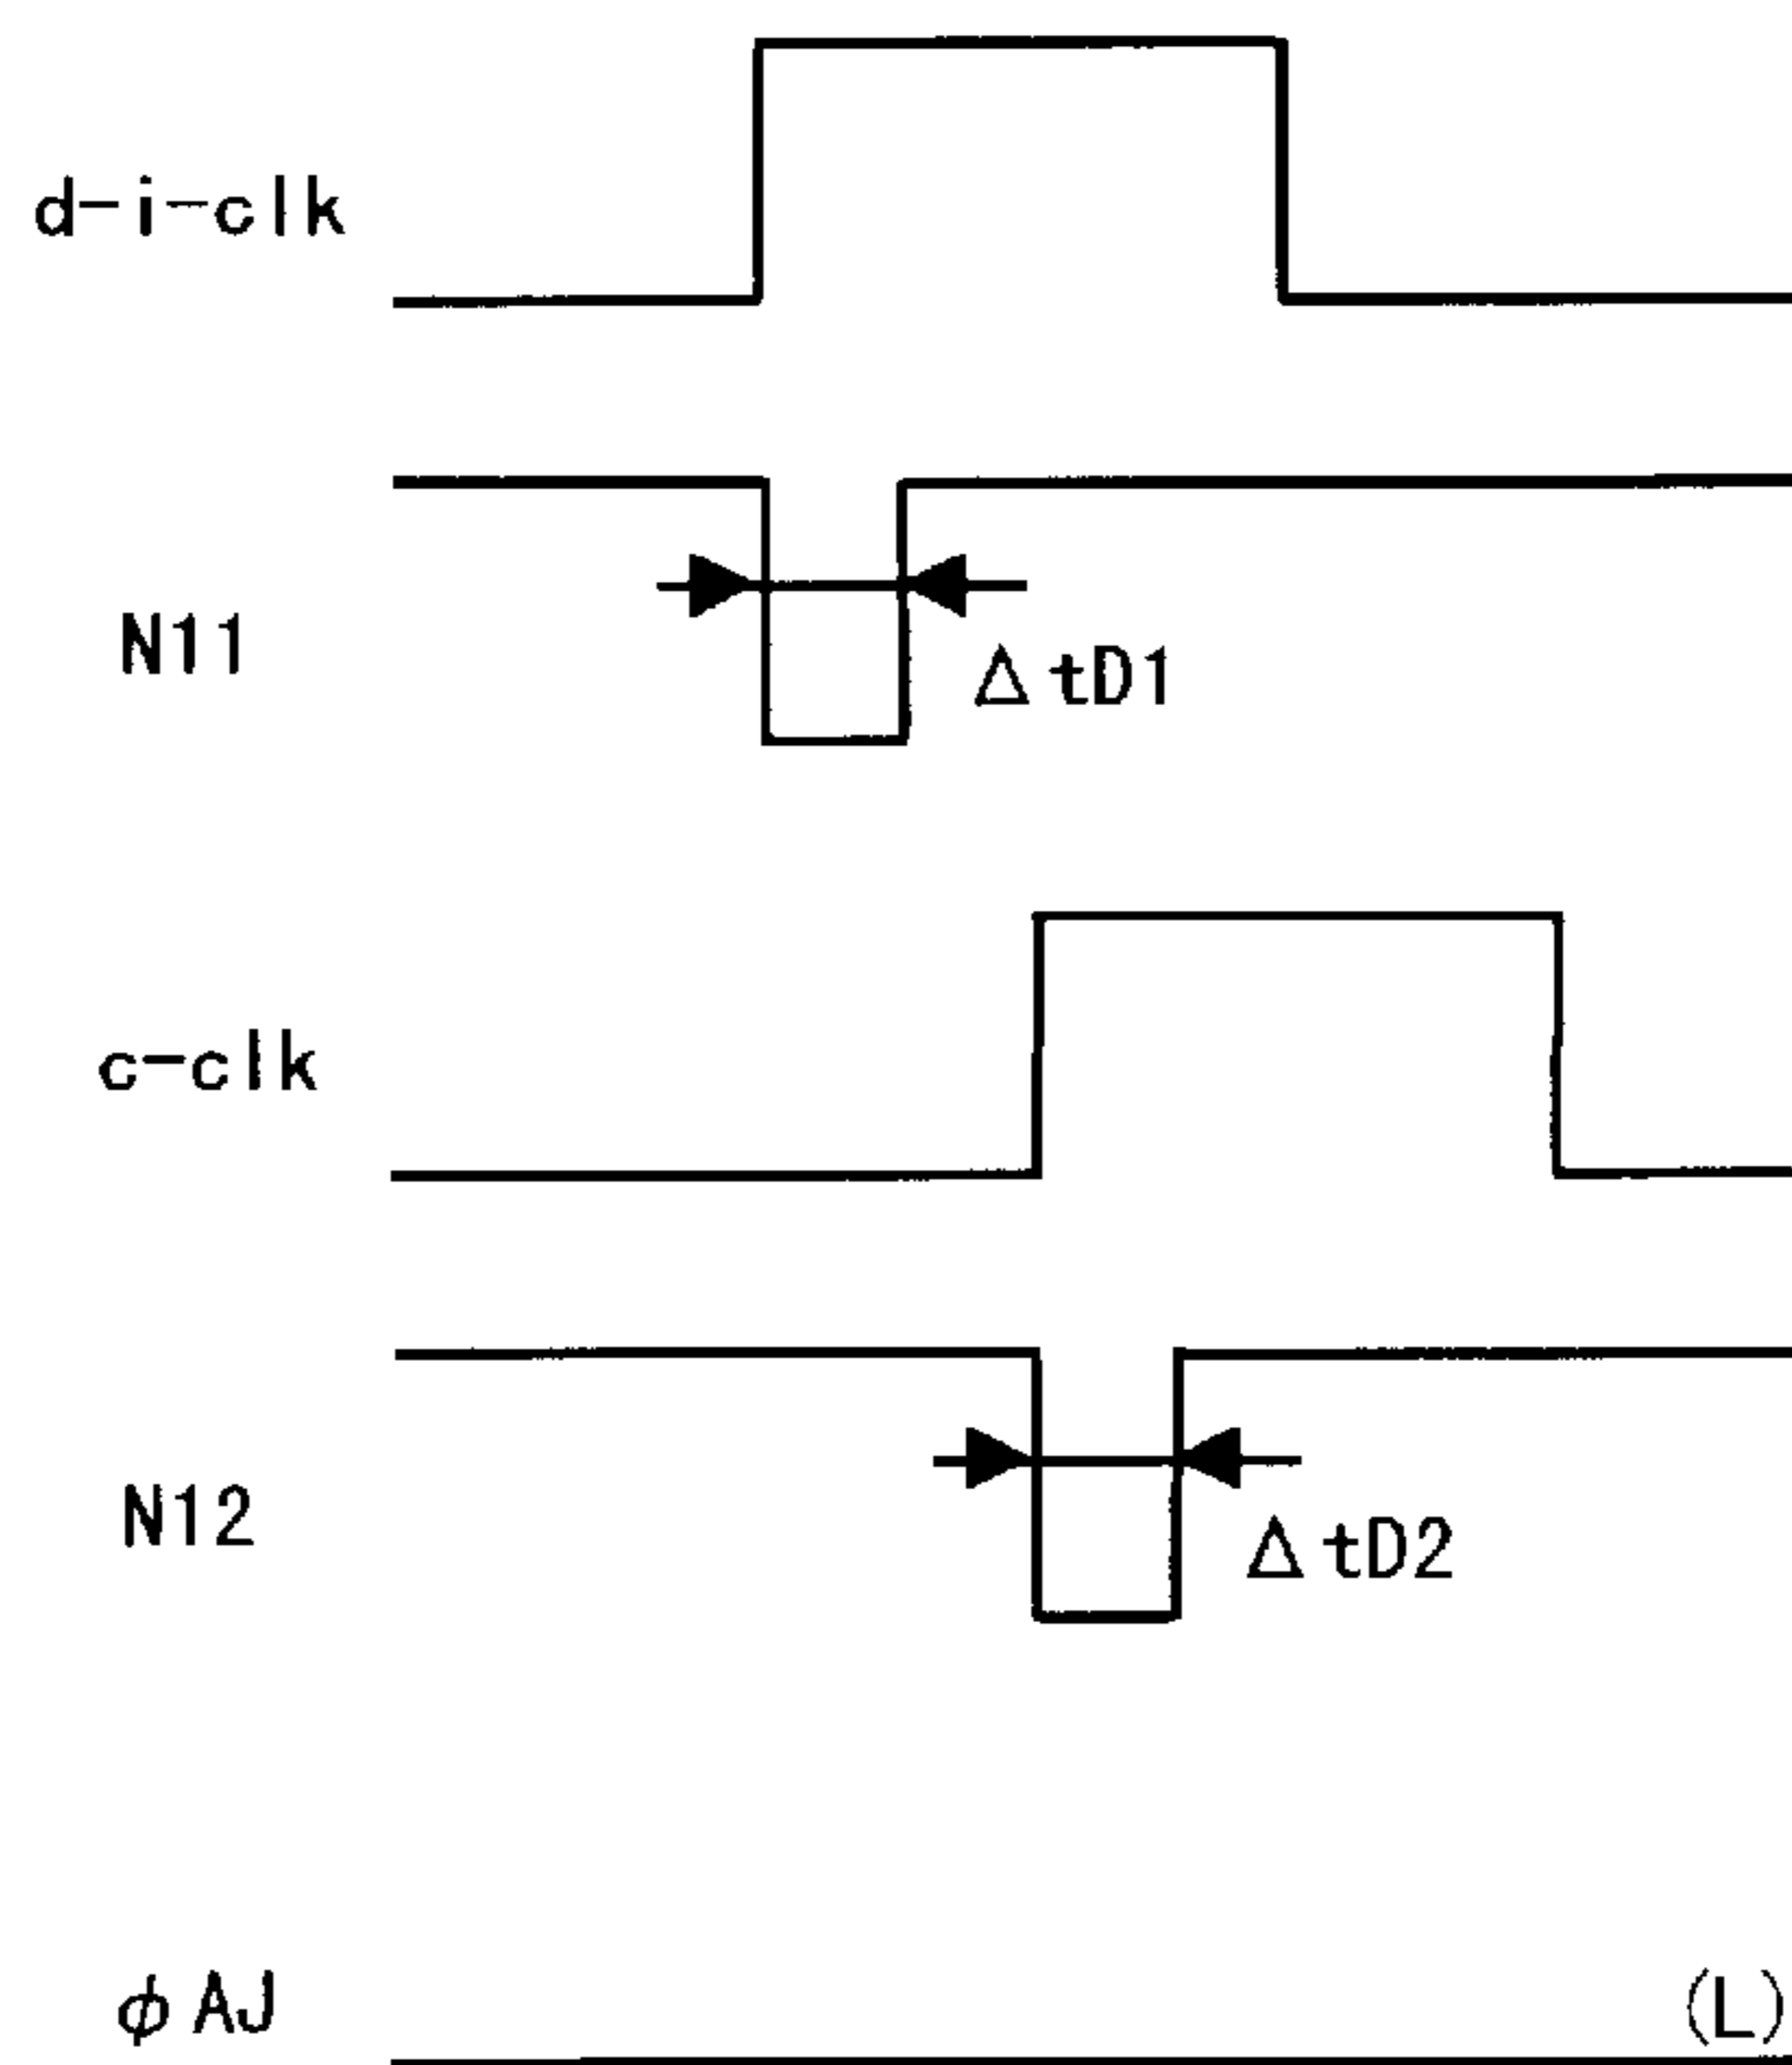 d-i-clk
N11
ΔtD1
c-clk
N12
ΔtD2
φAJ
(L)